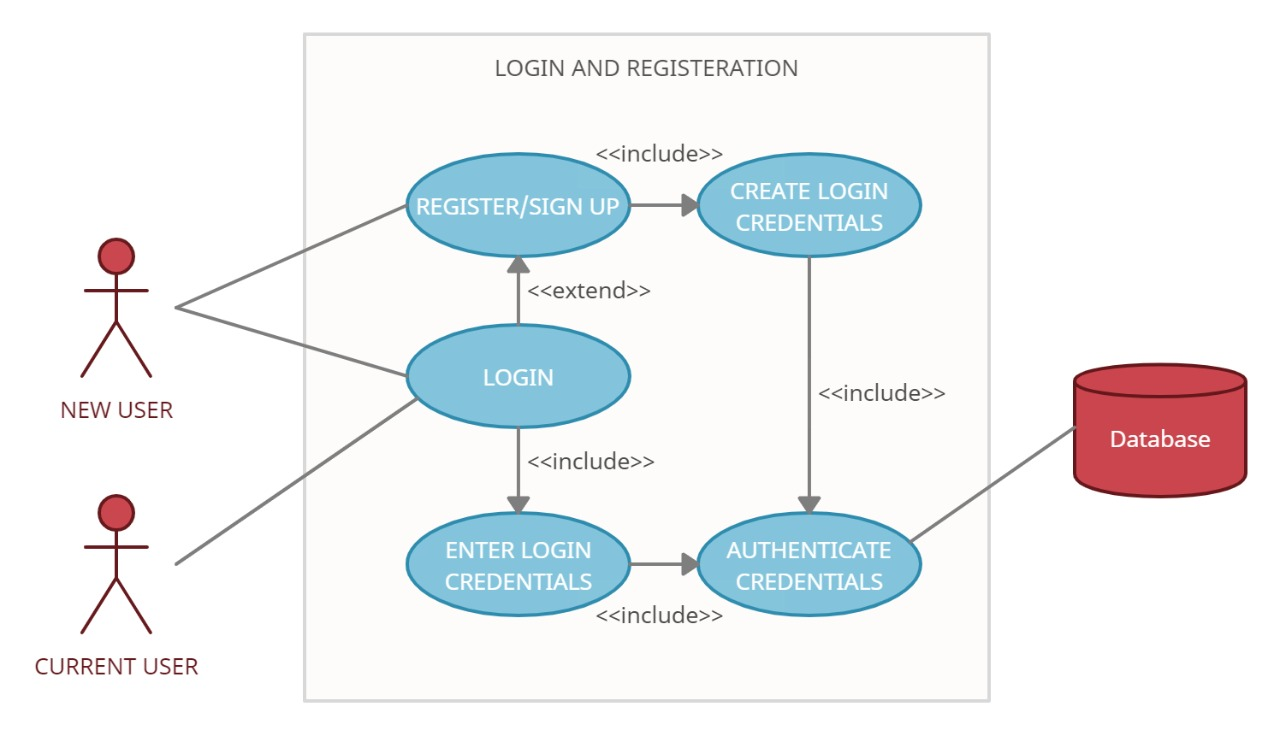 LOGIN AND REGISTERATION
<<include>>
REGISTER/SIGN UP
CREATE LOGIN
CREDENTIALS
<<extend>>
LOGIN
NEW USER
<<include>>
Database
<<include>>
ENTER LOGIN
CREDENTIALS
AUTHENTICATE
CREDENTIALS
<<include>>
CURRENT USER